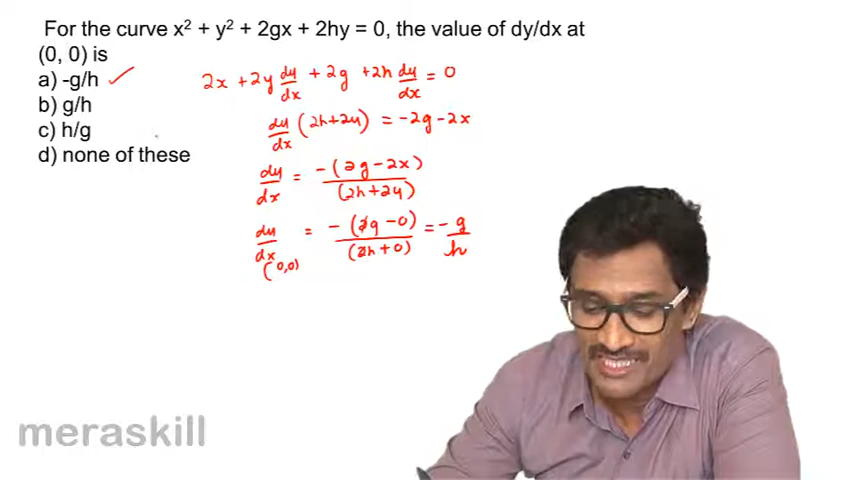 For the curve x² + y² + 2gx + 2hy = 0, the value of dy/dx at
(0, 0) is
a) -g/h ✓
b) g/h
c) h/g
d) none of these
2x + 2y dy/dx + 2g + 2h dy/dx = 0
dy/dx (2h+2y) = -2g - 2x
dy/dx = -(2g-2x)/(2h+2y)
dy/dx (0,0) = -(2g-0)/(2h+0) = -g/h
meraskill